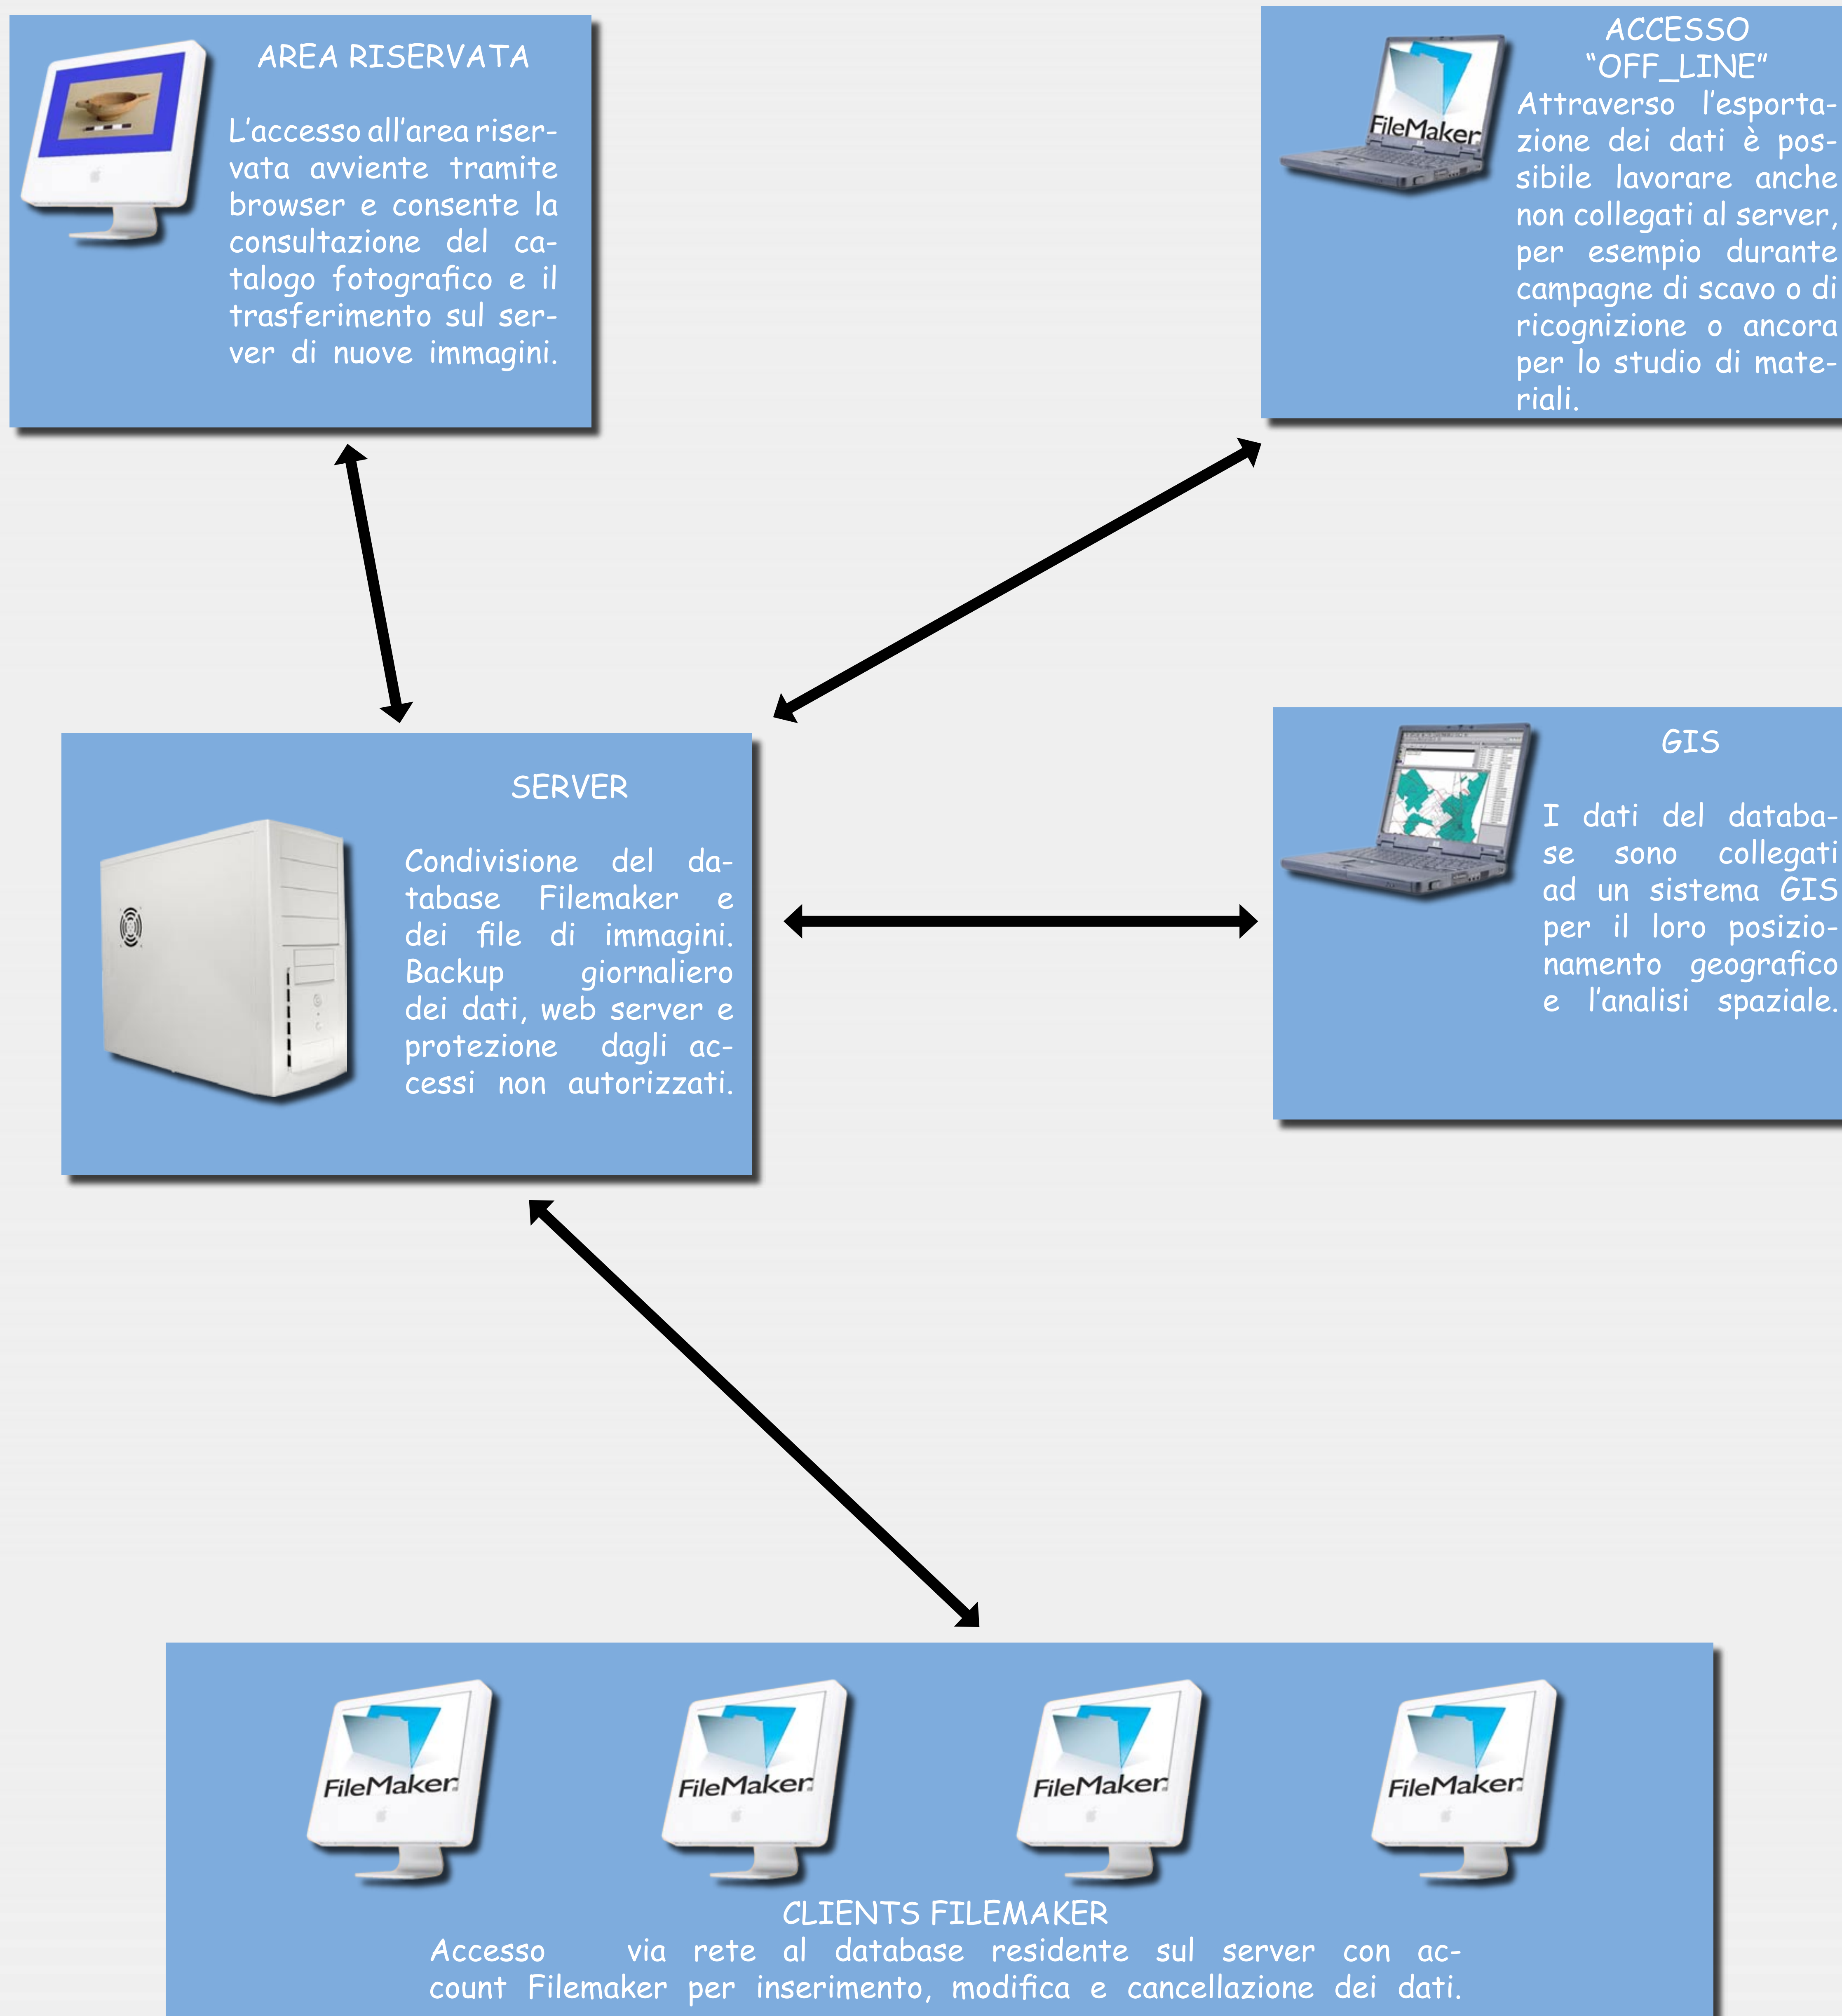 AREA RISERVATA
L'accesso all'area riser-
vata avviente tramite
browser e consente la
consultazione del ca-
talogo fotografico e il
trasferimento sul ser-
ver di nuove immagini.
FileMaker
ACCESSO
“OFF_LINE”
Attraverso l'esporta-
zione dei dati è pos-
sibile lavorare anche
non collegati al server,
per esempio durante
campagne di scavo o di
ricognizione o ancora
per lo studio di mate-
riali.
SERVER
Condivisione del da-
tabase Filemaker e
dei file di immagini.
Backup giornaliero
dei dati, web server e
protezione dagli ac-
cessi non autorizzati.
GIS
I dati del databa-
se sono collegati
ad un sistema GIS
per il loro posizio-
namento geografico
e l'analisi spaziale.
FileMaker
FileMaker
FileMaker
FileMaker
CLIENTS FILEMAKER
Accesso via rete al database residente sul server con ac-
count Filemaker per inserimento, modifica e cancellazione dei dati.